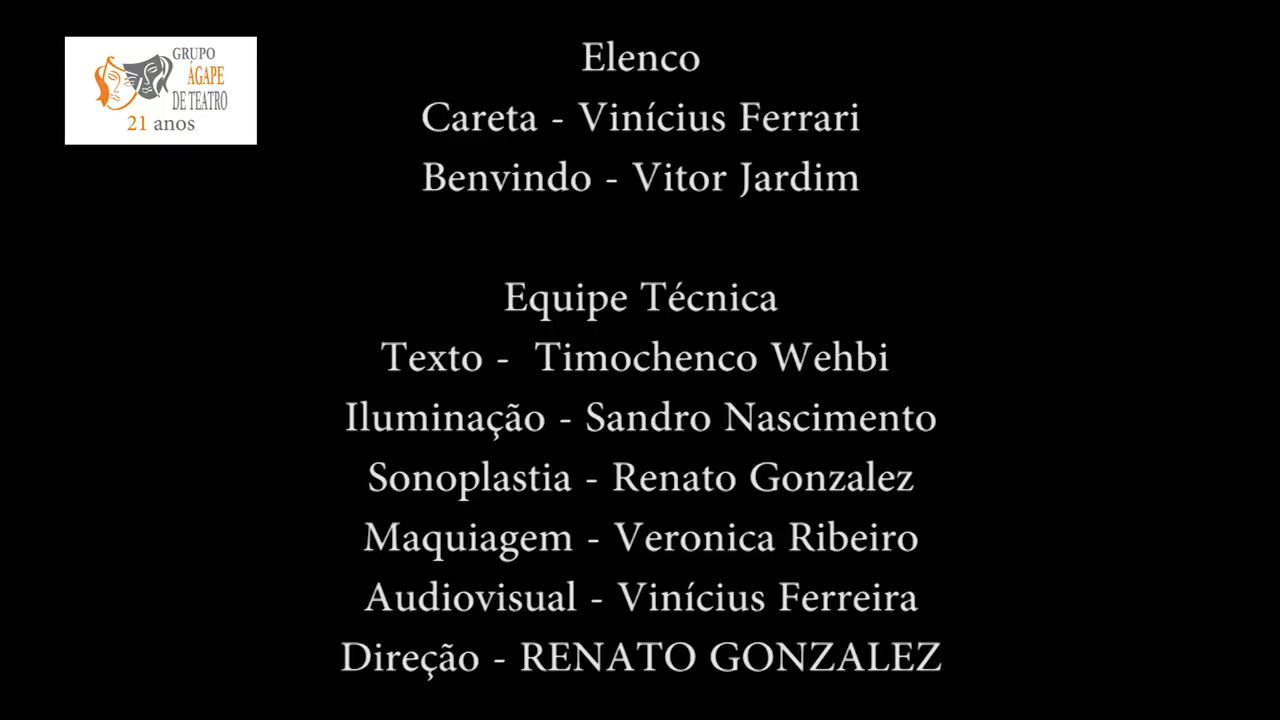 GRUPO
ÁGAPE
DE TEATRO
21 anos
Elenco
Careta - Vinícius Ferrari
Benvindo - Vitor Jardim
Equipe Técnica
Texto -  Timochenco Wehbi
Iluminação - Sandro Nascimento
Sonoplastia - Renato Gonzalez
Maquiagem - Veronica Ribeiro
Audiovisual - Vinícius Ferreira
Direção - RENATO GONZALEZ